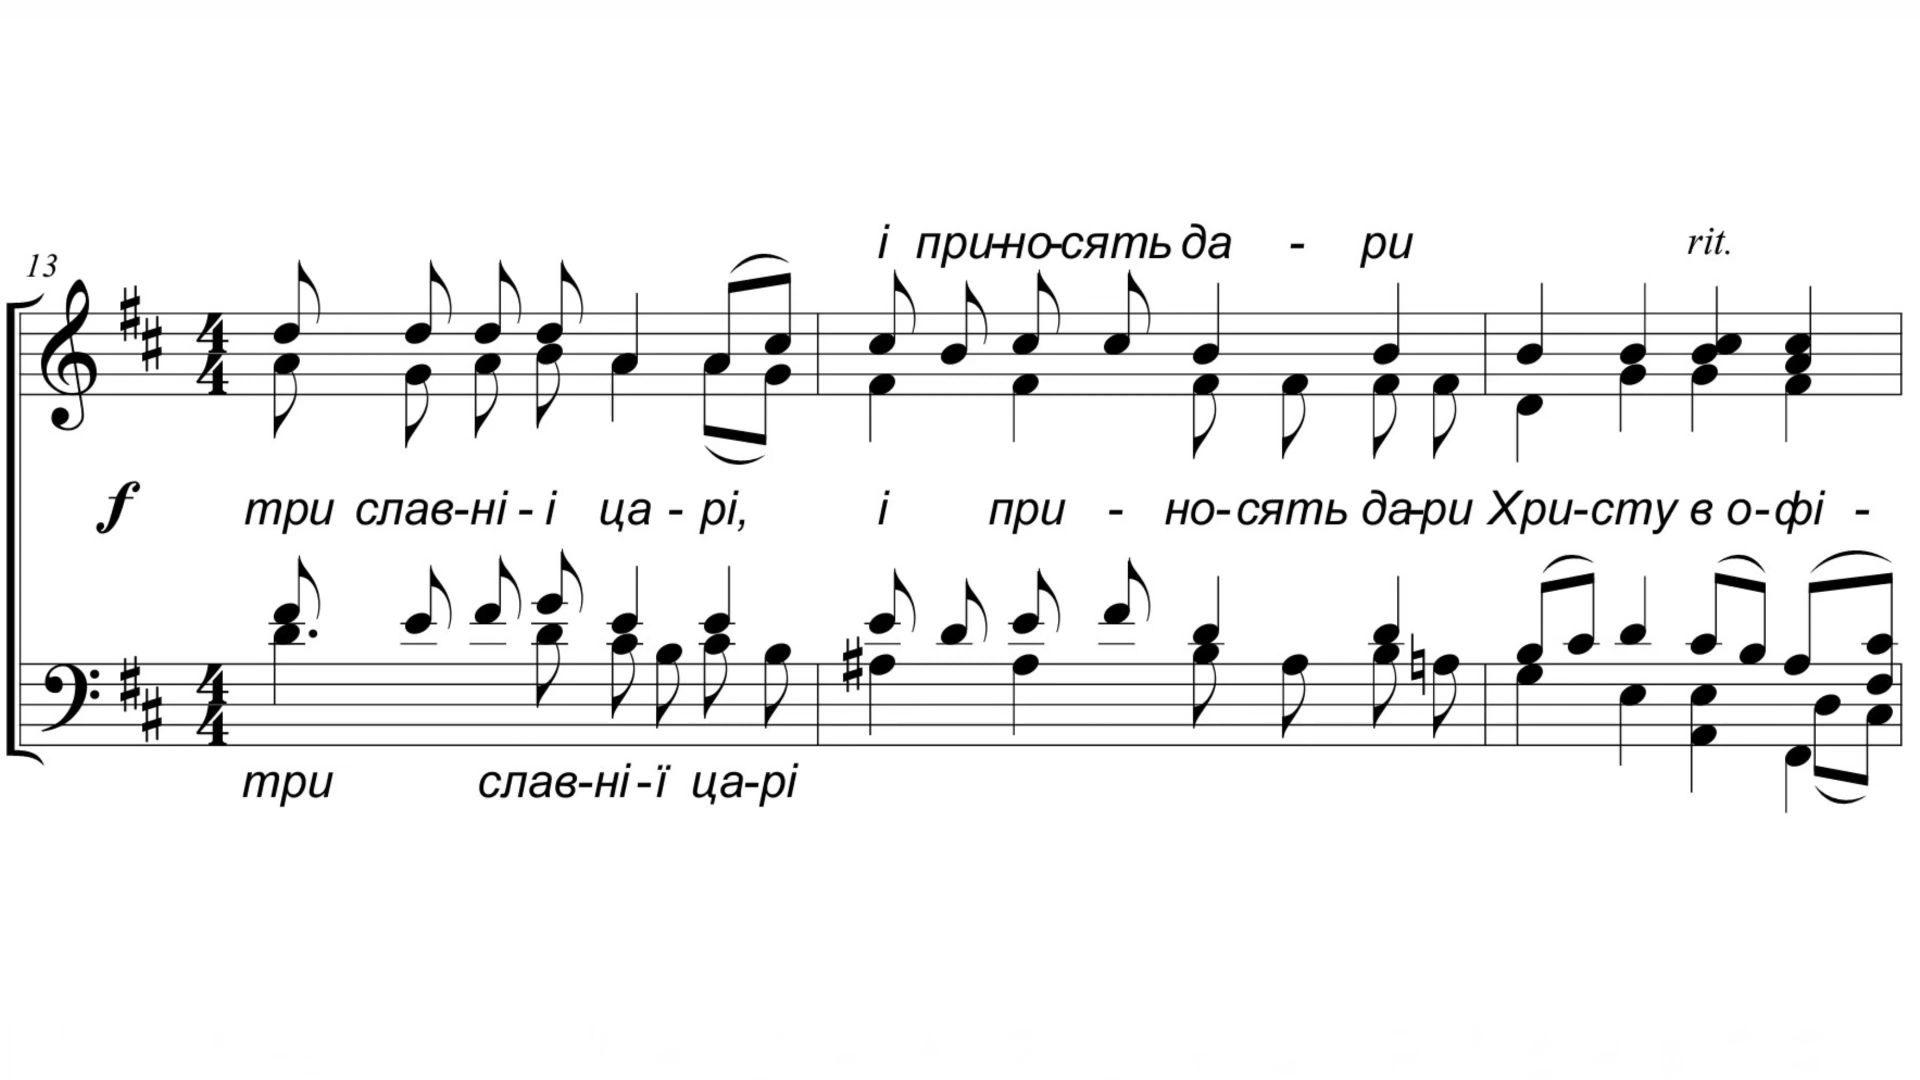 і при-но-сять да - ри rit.
13
f три слав-ні-і ца-рі, і при - но-сять да-ри Хри-сту в о-фі -
три слав-ні-ї ца-рі